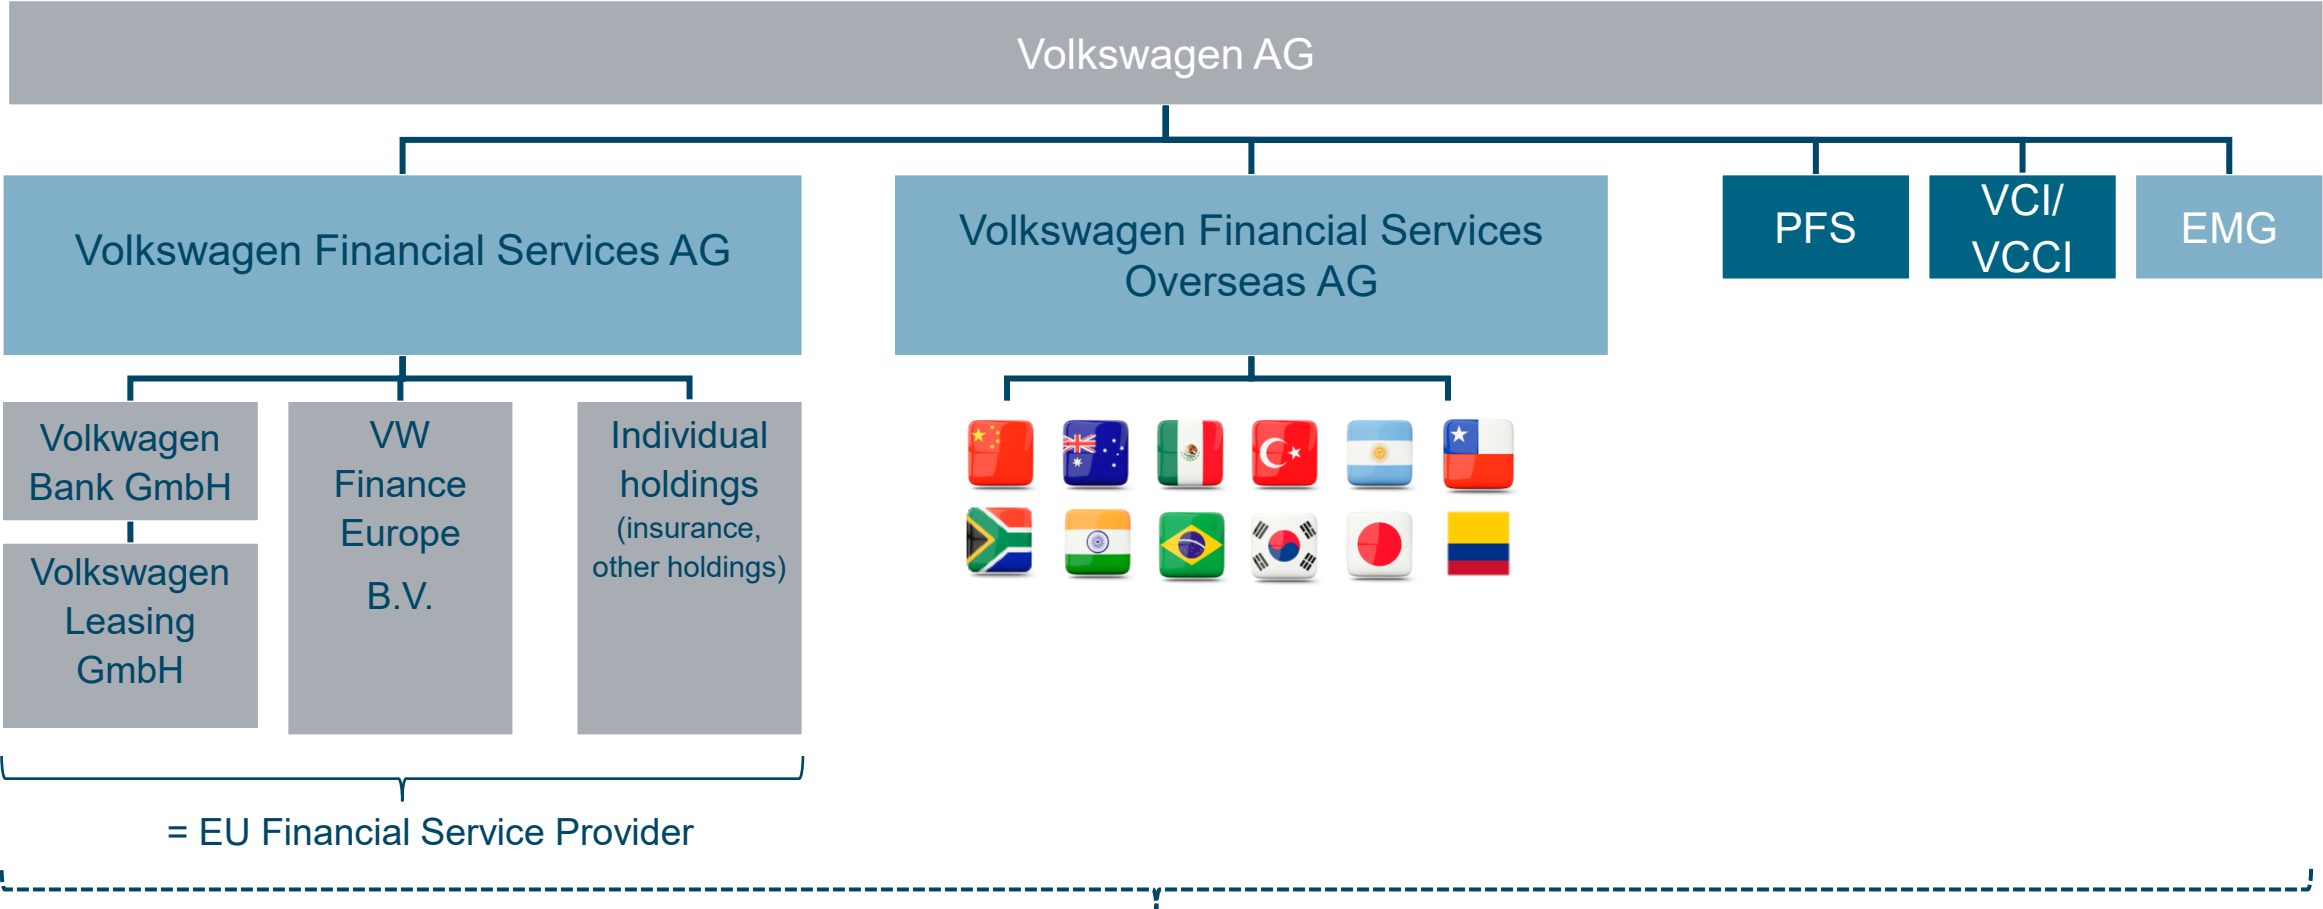 Volkswagen AG
Volkswagen Financial Services AG
Volkswagen Financial Services
Overseas AG
PFS
VCI/
VCCI
EMG
Volkwagen
Bank GmbH
Volkswagen
Leasing
GmbH
VW
Finance
Europe
B.V.
Individual
holdings
(insurance,
other holdings)
= EU Financial Service Provider